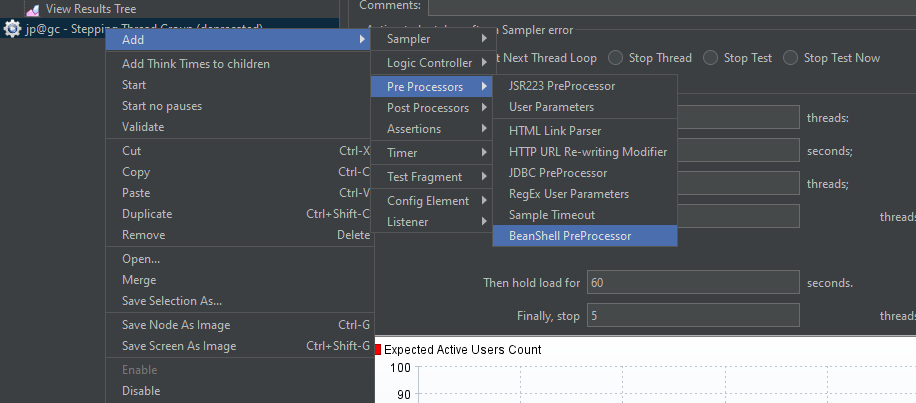 View Results Tree
jp@gc - Stepping Thread Group (deprecated)
Comments:
Sampler error
Next Thread Loop
Stop Thread
Stop Test
Stop Test Now
Add
Add Think Times to children
Start
Start no pauses
Validate
Cut Ctrl-X
Copy Ctrl-C
Paste Ctrl-V
Duplicate Ctrl+Shift-C
Remove Delete
Open...
Merge
Save Selection As...
Save Node As Image Ctrl-G
Save Screen As Image Ctrl+Shift-G
Enable
Disable
Sampler
Logic Controller
Pre Processors
Post Processors
Assertions
Timer
Test Fragment
Config Element
Listener
JSR223 PreProcessor
User Parameters
HTML Link Parser
HTTP URL Re-writing Modifier
JDBC PreProcessor
RegEx User Parameters
Sample Timeout
BeanShell PreProcessor
threads:
seconds;
threads;
threads
Then hold load for 60 seconds.
Finally, stop 5 threads
Expected Active Users Count
100
90